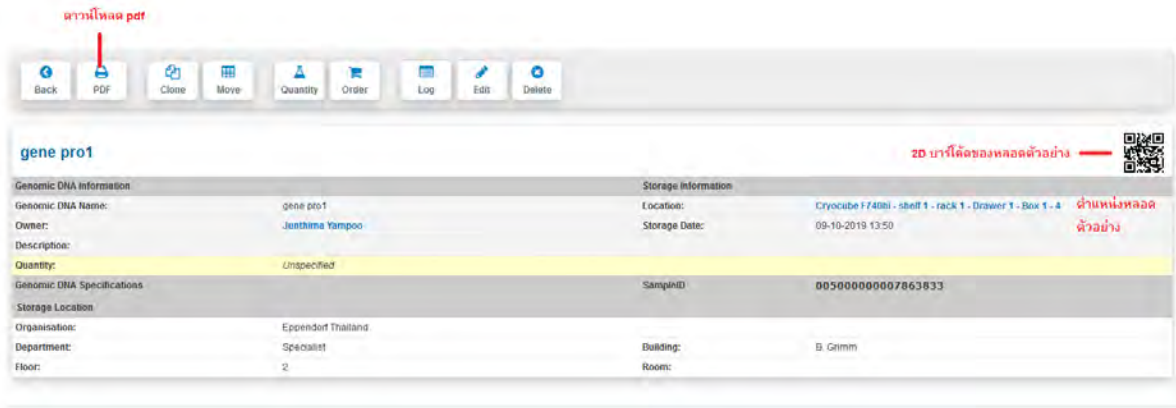 ดาวน์โหลด pdf
Back PDF Clone Move Quantity Order Log Edit Delete
gene pro1 2D บาร์โค้ดของหลอดตัวอย่าง
Genomic DNA Information Storage Information
Genomic DNA Name: gene pro1 Location: Cryocube F740hi - shelf 1 - rack 1 - Drawer 1 - Box 1 - 4 ตำแหน่งหลอด
Owner: Jenthima Yampoo Storage Date: 09-10-2019 13:50 ตัวอย่าง
Description:
Quantity: Unspecified
Genomic DNA Specifications SampleID 005000000007863833
Storage Location
Organisation: Eppendorf Thailand
Department: Specialist Building: B. Grimm
Floor: 2 Room: